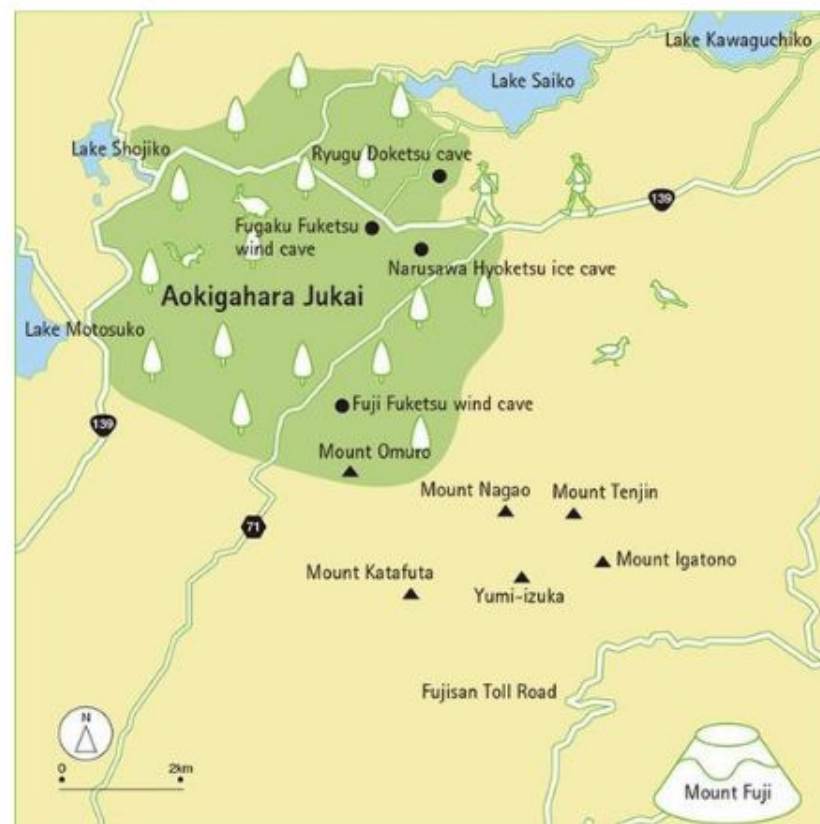 Lake Kawaguchiko
Lake Saiko
Lake Shojiko
Ryugu Doketsu cave
139
Fugaku Fuketsu
wind cave
Narusawa Hyoketsu ice cave
Aokigahara Jukai
Lake Motosuko
Fuji Fuketsu wind cave
139
Mount Omuro
Mount Nagao
Mount Tenjin
71
Mount Igatono
Mount Katafuta
Yumi-izuka
Fujisan Toll Road
N
0
2km
Mount Fuji